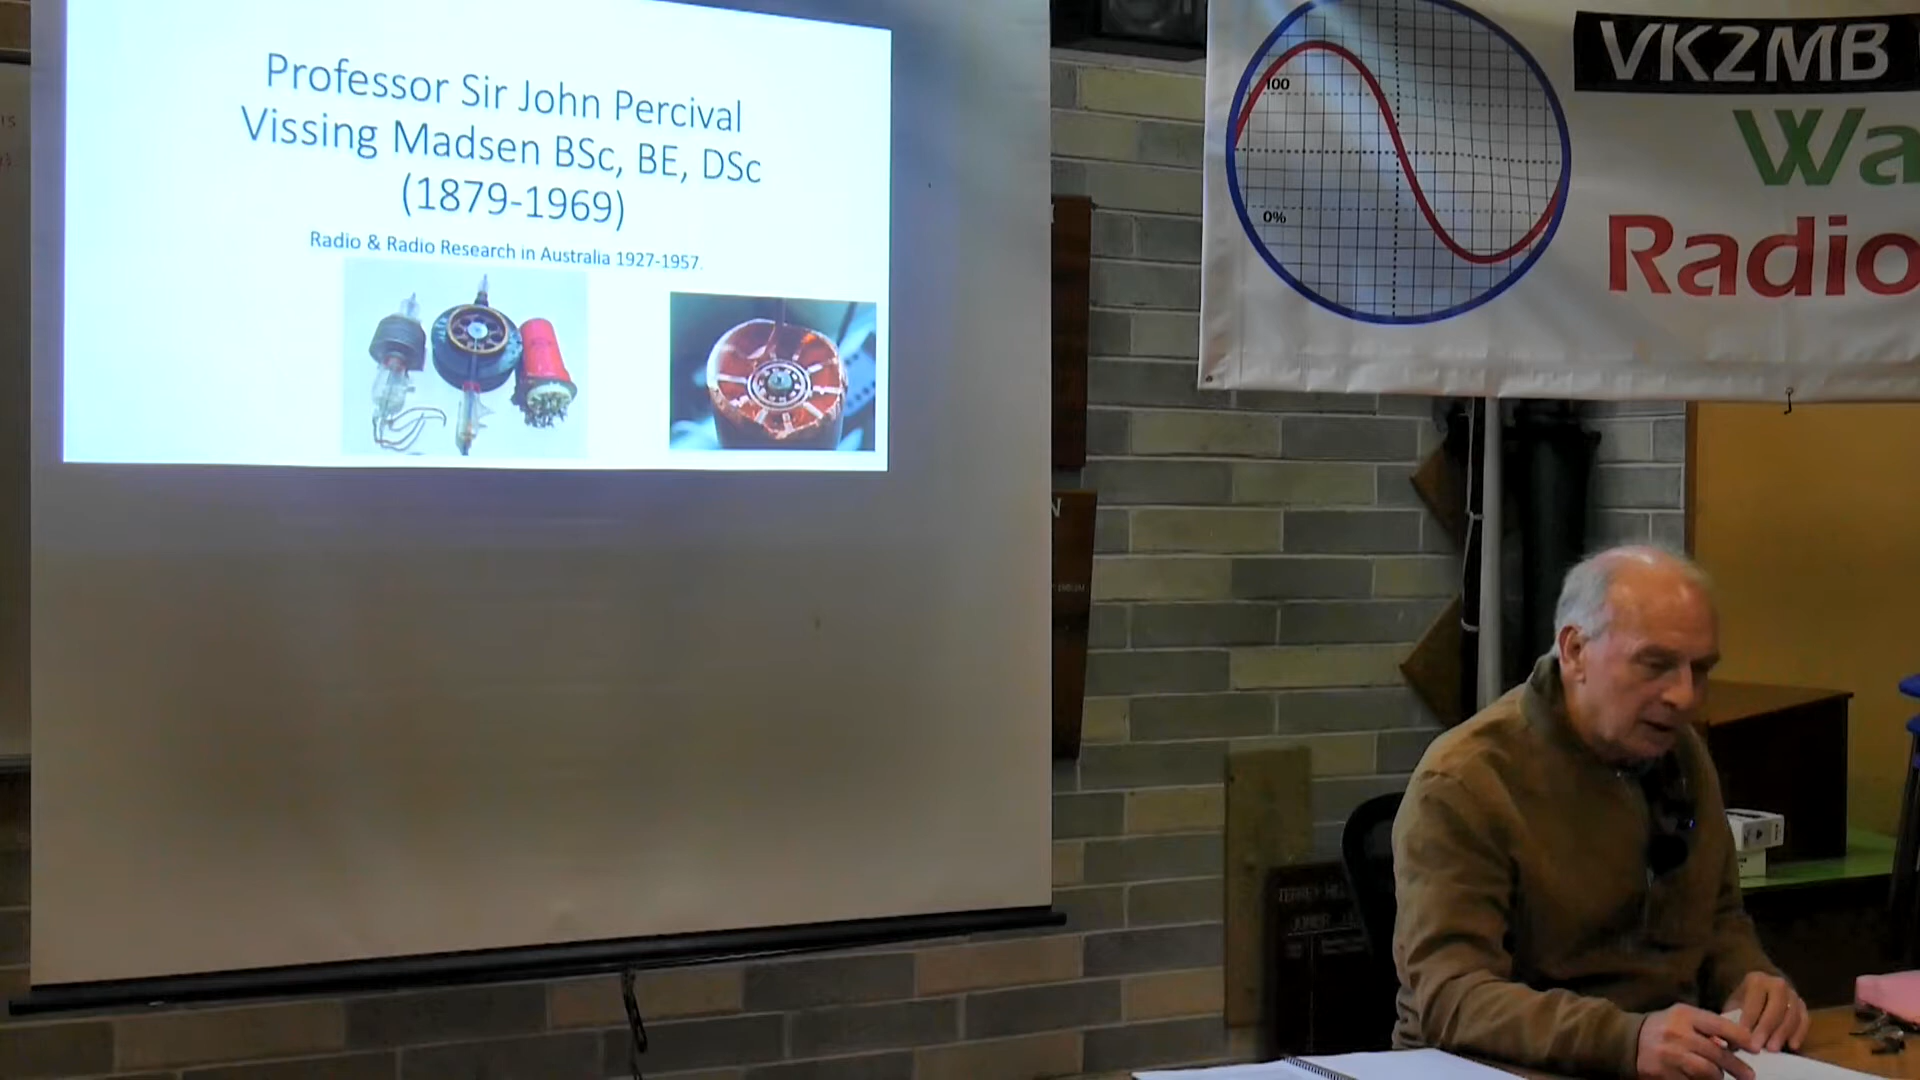 Professor Sir John Percival
Vissing Madsen BSc, BE, DSc
(1879-1969)
Radio & Radio Research in Australia 1927-1957.
100
0%
VK2MB
Wa
Radio
N